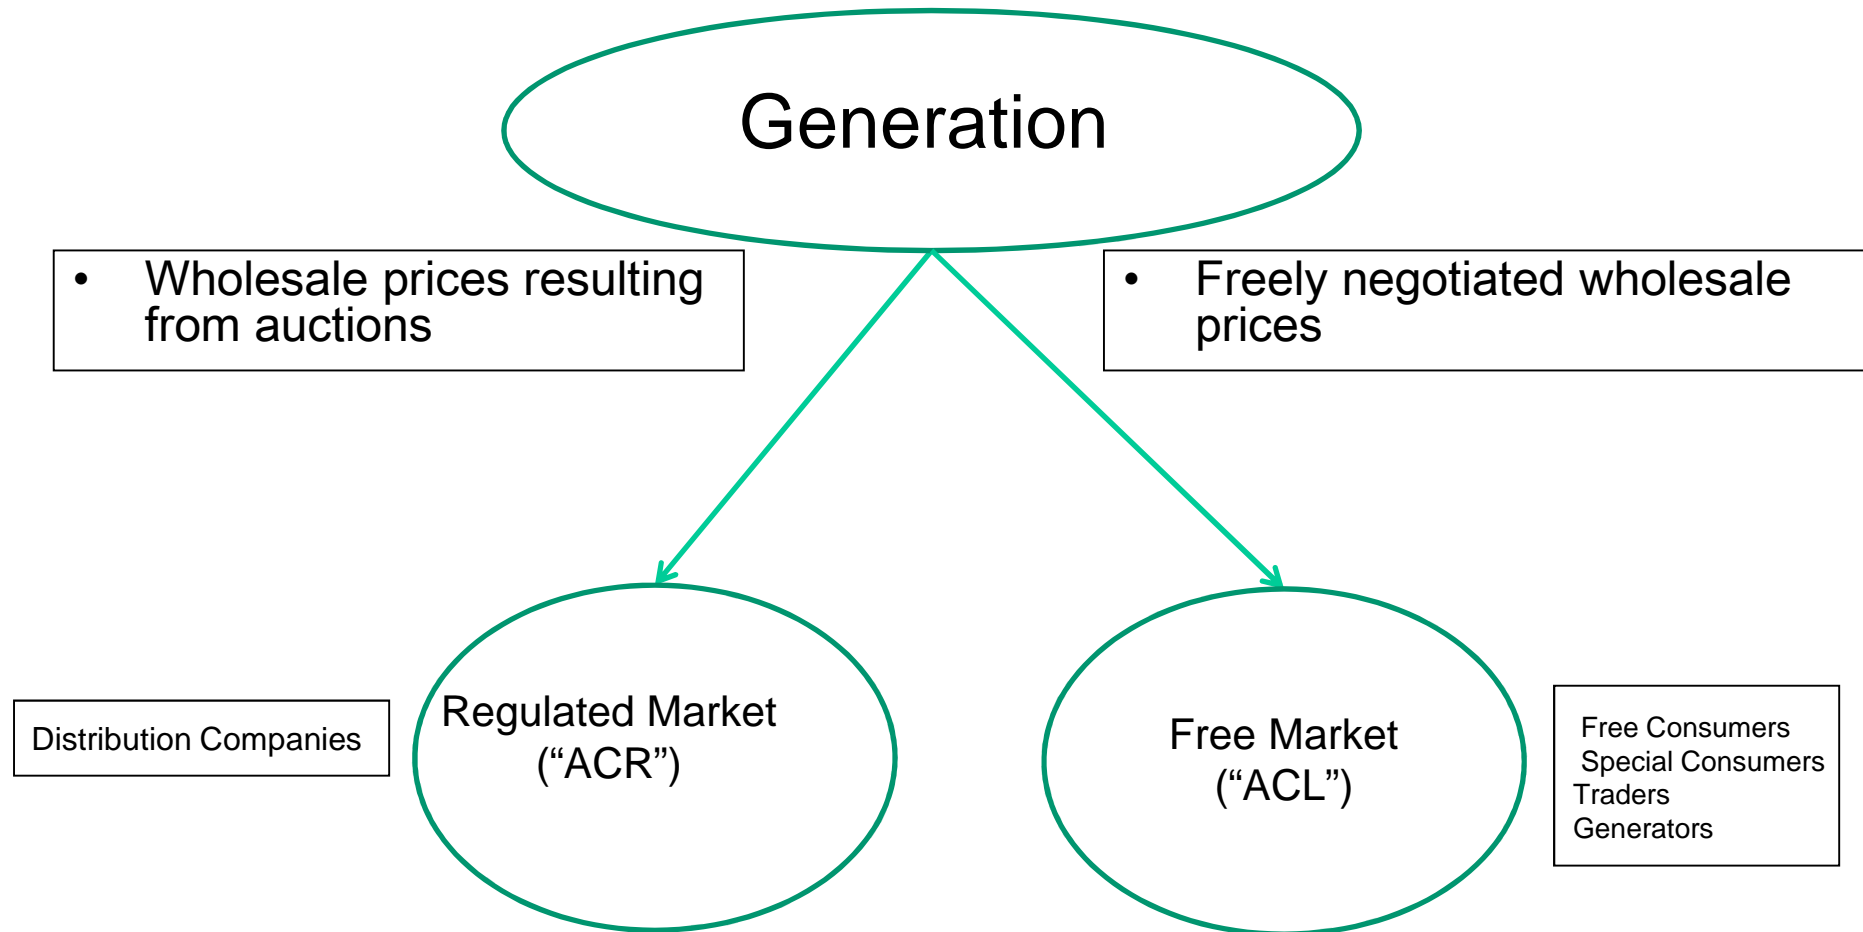 Generation
• Wholesale prices resulting
from auctions
• Freely negotiated wholesale
prices
Distribution Companies
Regulated Market
(“ACR”)
Free Market
(“ACL”)
Free Consumers
Special Consumers
Traders
Generators